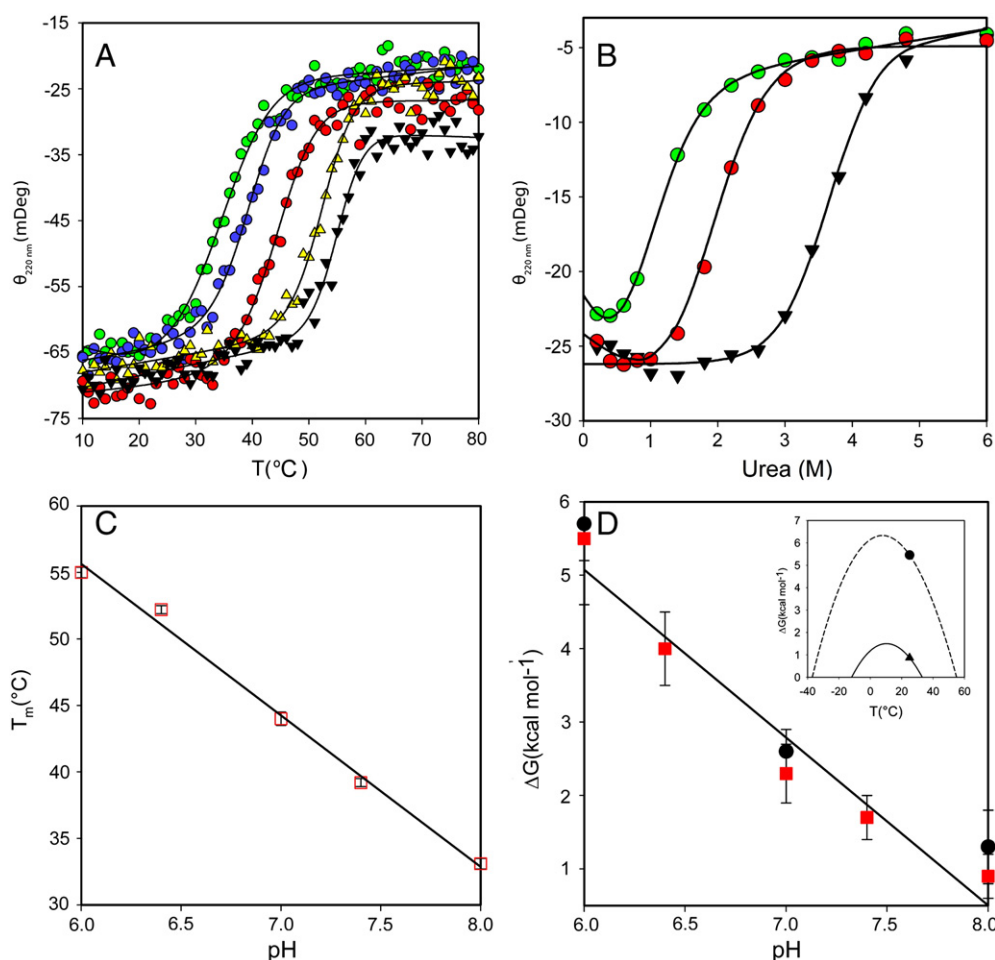 A
-15
-25
-35
-45
-55
-65
-75
θ220 nm (mDeg)
10 20 30 40 50 60 70 80
T(°C)
B
-5
-10
-15
-20
-25
-30
θ220 nm (mDeg)
0 1 2 3 4 5 6
Urea (M)
C
60
55
50
45
40
35
30
Tm(°C)
6.0 6.5 7.0 7.5 8.0
pH
D
6
5
4
3
2
1
ΔG(kcal mol-1)
6.0 6.5 7.0 7.5 8.0
pH
7
6
5
4
3
2
1
0
ΔG(kcal mol-1)
-40 -20 0 20 40 60
T(°C)